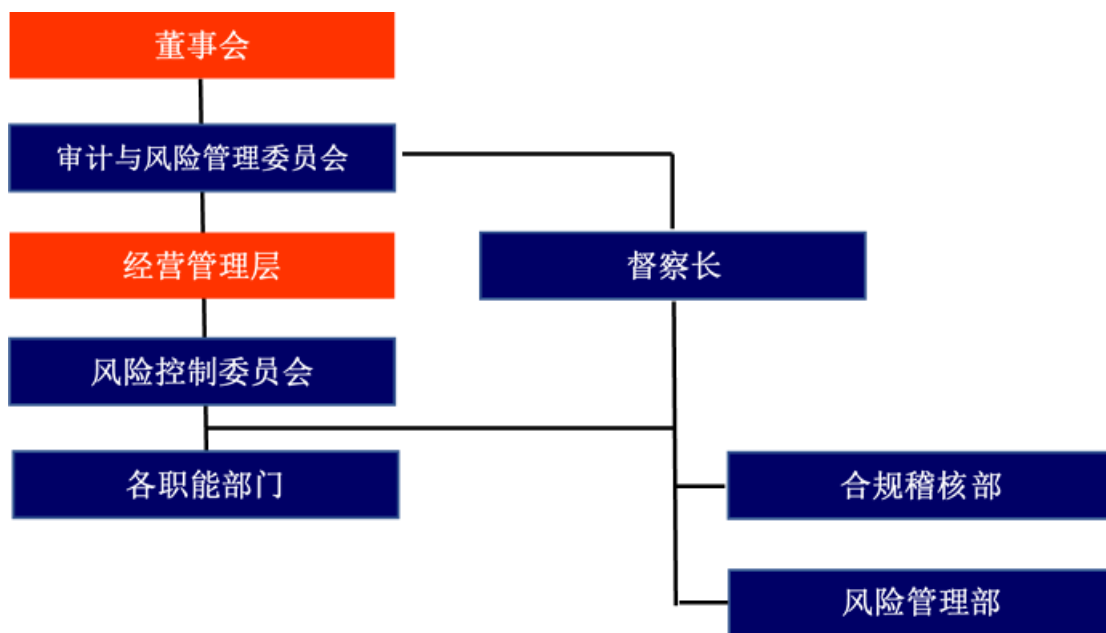 董事会
审计与风险管理委员会
经营管理层
督察长
风险控制委员会
各职能部门
合规稽核部
风险管理部